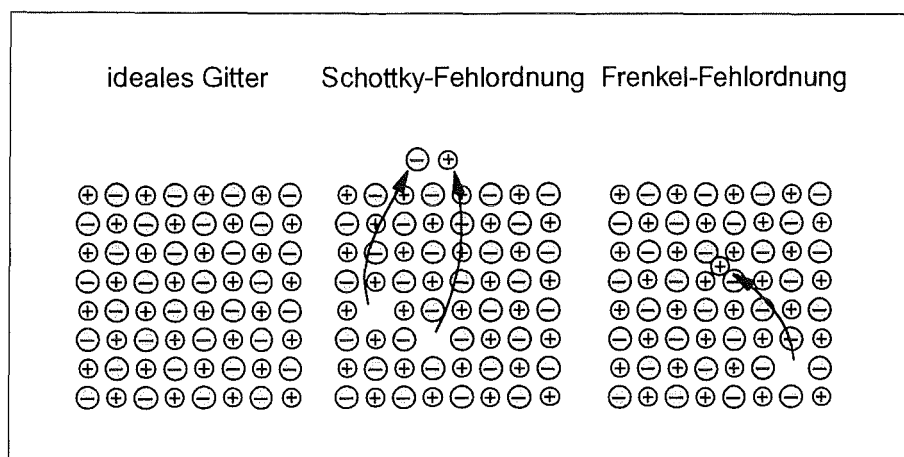 ideales Gitter Schottky-Fehlordnung Frenkel-Fehlordnung
− +
+ − + − + − + − + − + − + − + − + − + − + − + −
− + − + − + − + − + − + − + − + − + − + − + − +
+ − + − + − + − + − + − + − + − + − + − + − + −
+
− + − + − + − + − + − + − + − + − + − + − + − +
+ − + − + − + − + + − + − + − + − + − + − + −
− + − + − + − + − + − − + − + − + − + − + − +
+ − + − + − + − + − + − + − + − + − + − + − −
− + − + − + − + − + − + − + − + − + − + − + − +